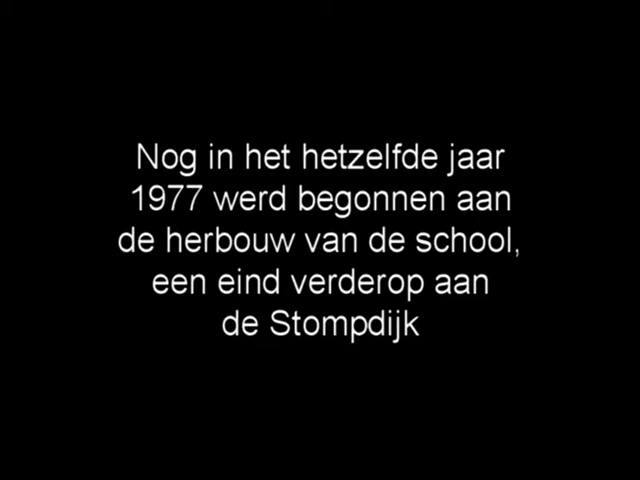 Nog in het hetzelfde jaar
1977 werd begonnen aan
de herbouw van de school,
een eind verderop aan
de Stompdijk